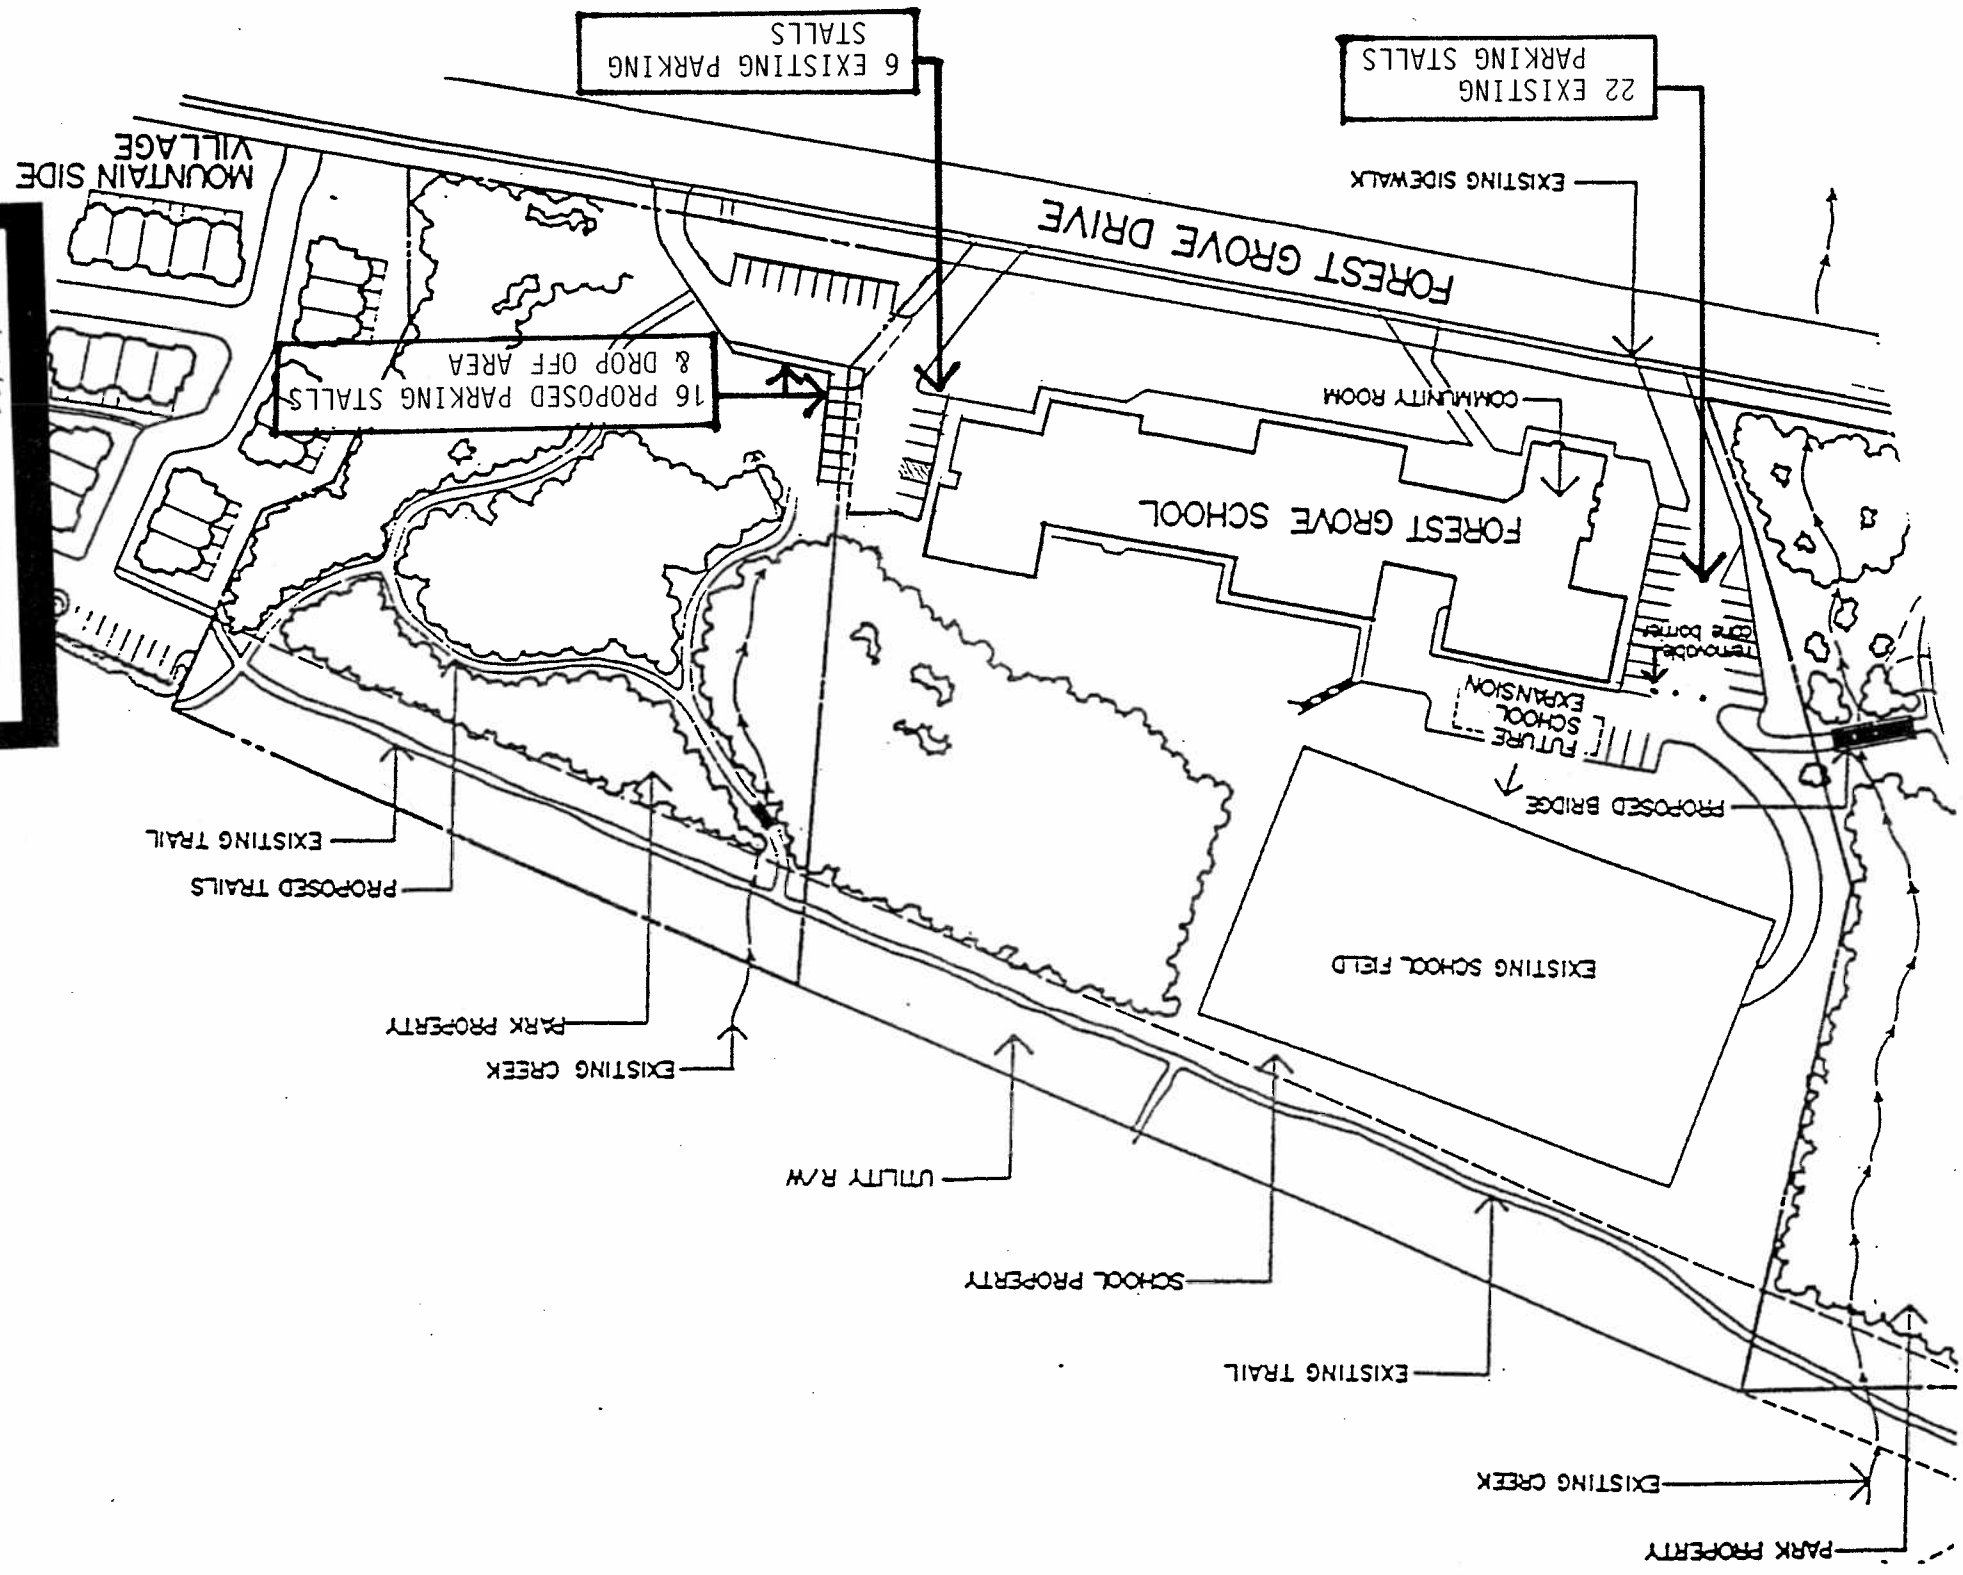 PARK PROPERTY
EXISTING CREEK
EXISTING TRAIL
SCHOOL PROPERTY
UTILITY R/W
EXISTING CREEK
PARK PROPERTY
EXISTING SCHOOL FIELD
PROPOSED TRAILS
EXISTING TRAIL
PROPOSED BRIDGE
FUTURE
SCHOOL
EXPANSION
removable
cone barrier
FOREST GROVE SCHOOL
COMMUNITY ROOM
16 PROPOSED PARKING STALLS
& DROP OFF AREA
FOREST GROVE DRIVE
EXISTING SIDEWALK
MOUNTAIN SIDE
VILLAGE
22 EXISTING
PARKING STALLS
6 EXISTING PARKING
STALLS